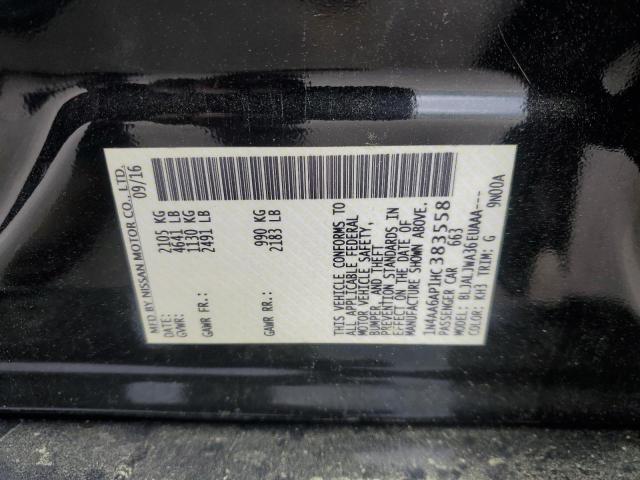 MFD BY NISSAN MOTOR CO., LTD.
DATE: 09/16
GVWR: 2105 KG
4641 LB
GAWR FR.: 1130 KG
2491 LB
GAWR RR.: 990 KG
2183 LB
THIS VEHICLE CONFORMS TO
ALL APPLICABLE FEDERAL
MOTOR VEHICLE SAFETY,
BUMPER, AND THEFT
PREVENTION STANDARDS IN
EFFECT ON THE DATE OF
MANUFACTURE SHOWN ABOVE.
1N4AA6AP1HC383558
PASSENGER CAR 663
MODEL: BLJALJWA36EUAAA----
COLOR: KH3 TRIM: G 9N00A